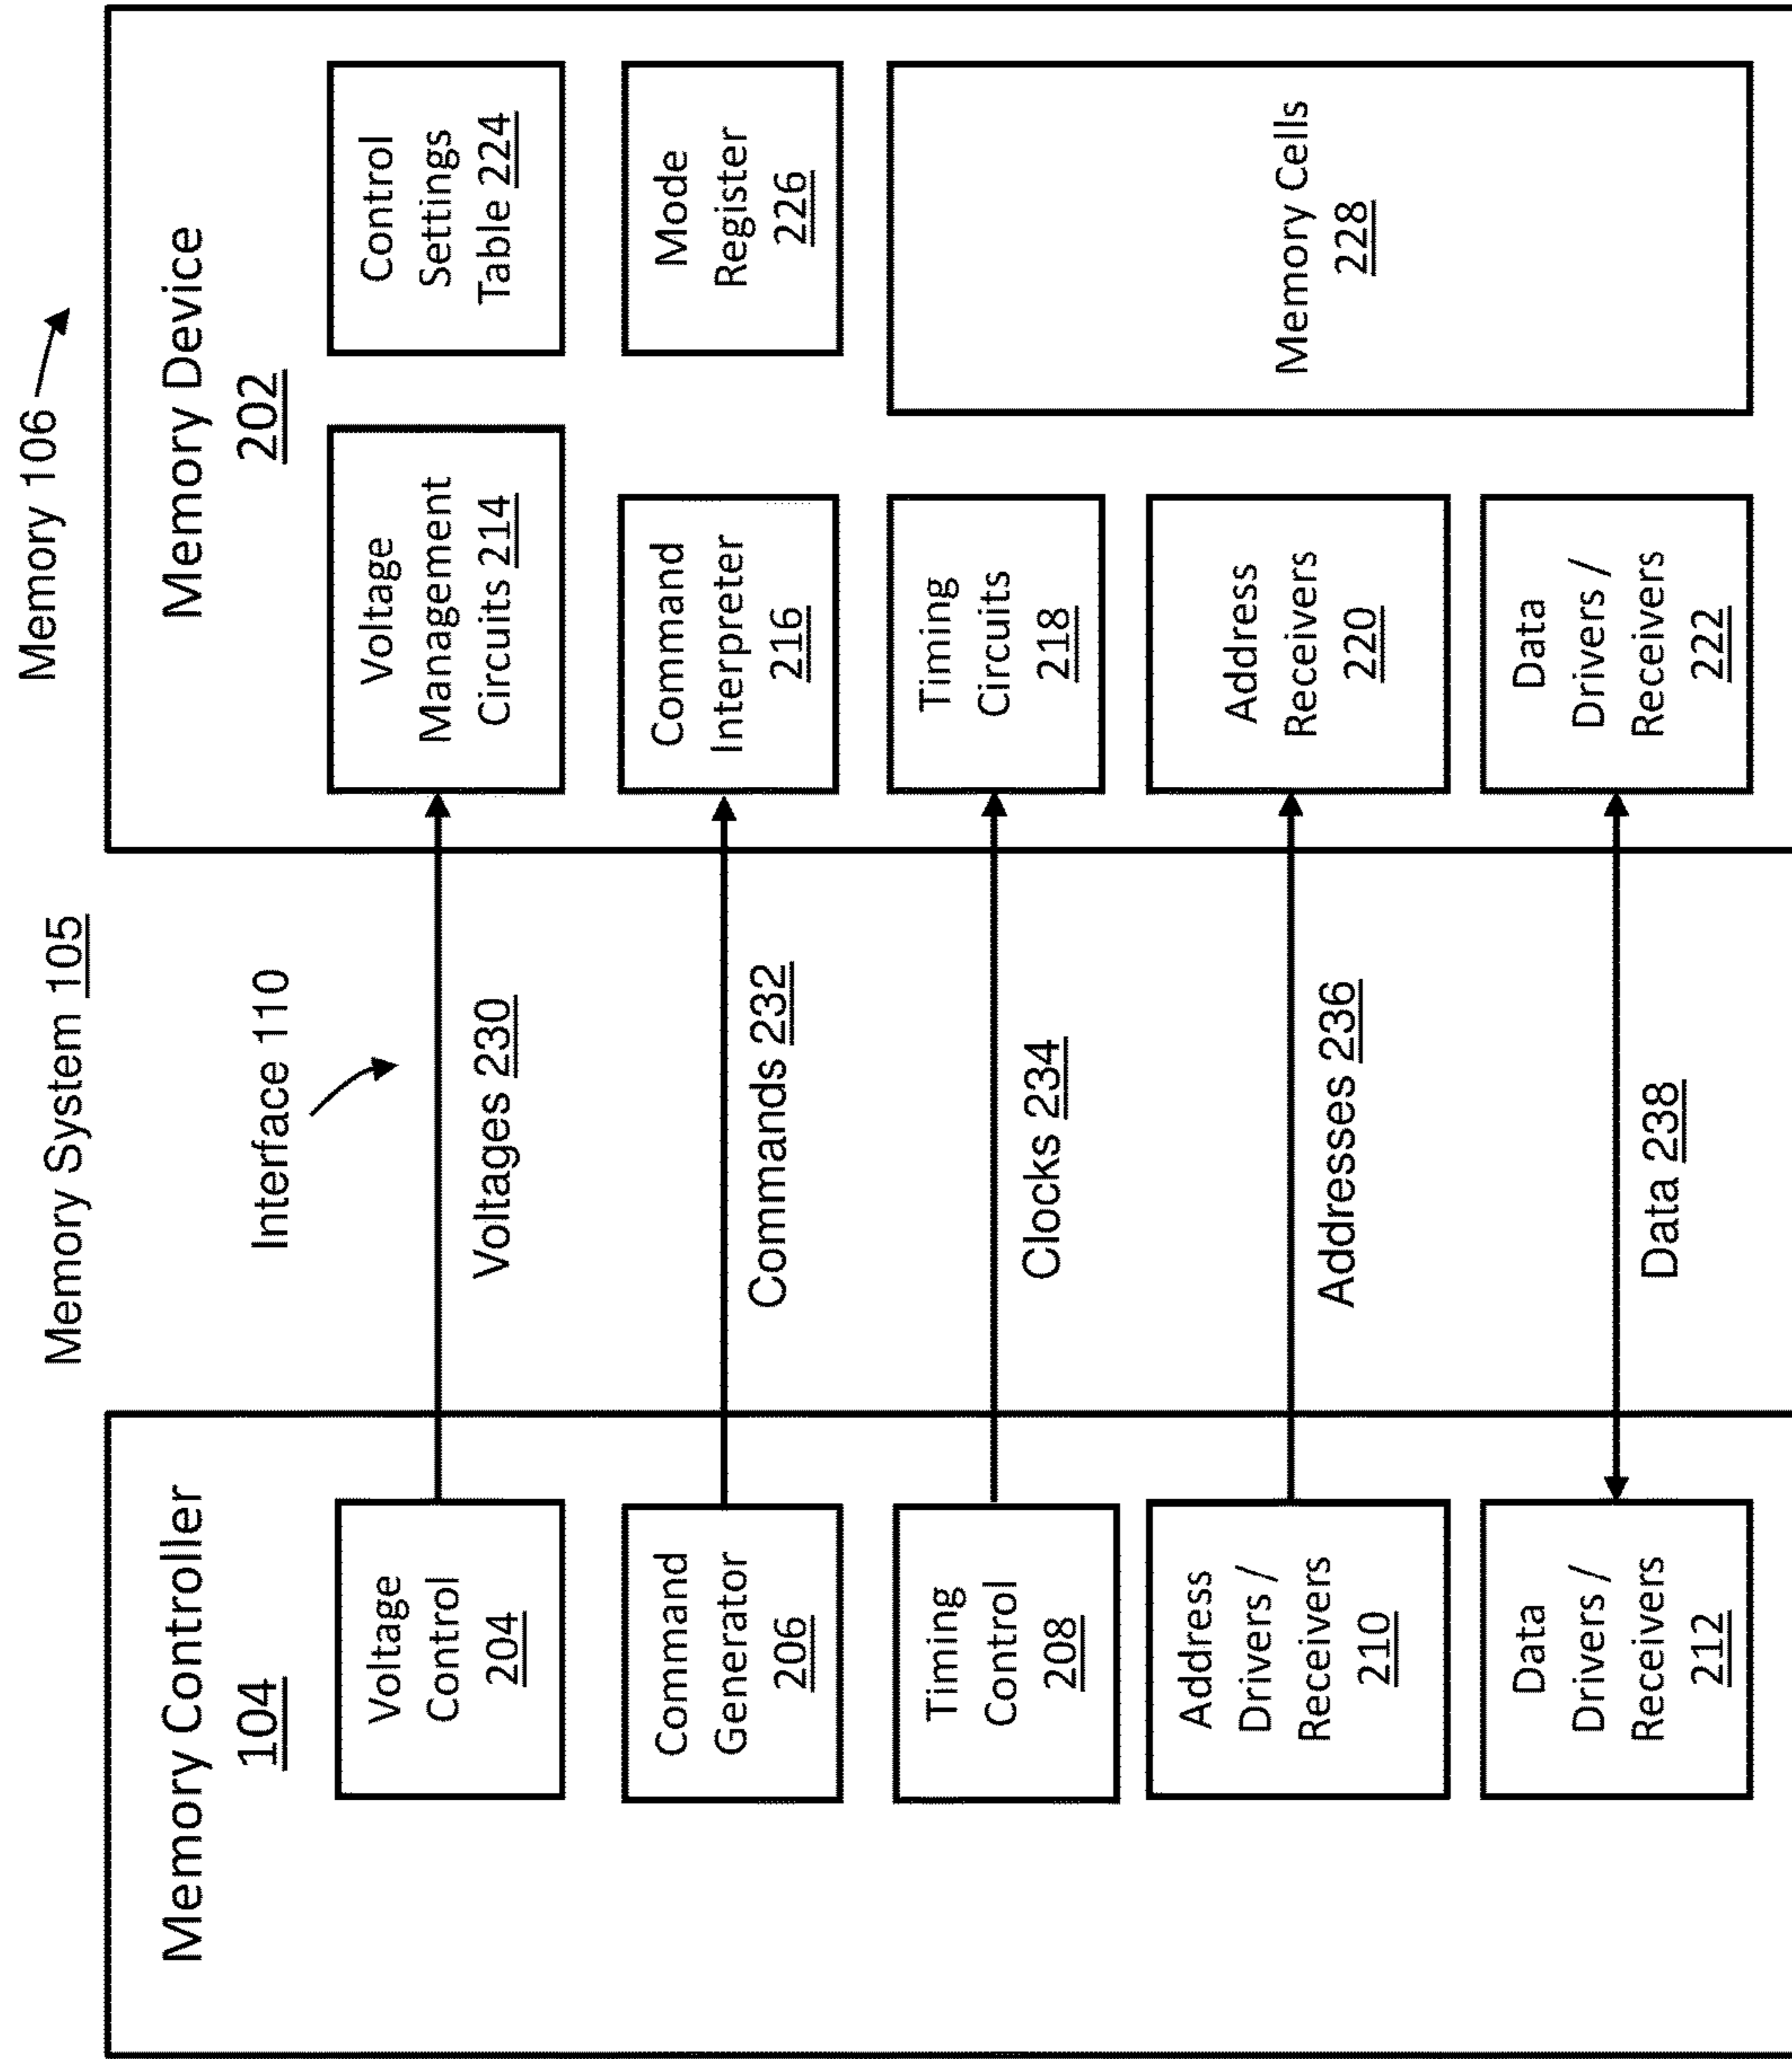 Memory System 105
Memory Controller
104
Voltage
Control
204
Command
Generator
206
Timing
Control
208
Address
Drivers /
Receivers
210
Data
Drivers /
Receivers
212
Interface 110
Voltages 230
Commands 232
Clocks 234
Addresses 236
Data 238
Memory 106
Memory Device
202
Voltage
Management
Circuits 214
Command
Interpreter
216
Timing
Circuits
218
Address
Receivers
220
Data
Drivers /
Receivers
222
Control
Settings
Table 224
Mode
Register
226
Memory Cells
228